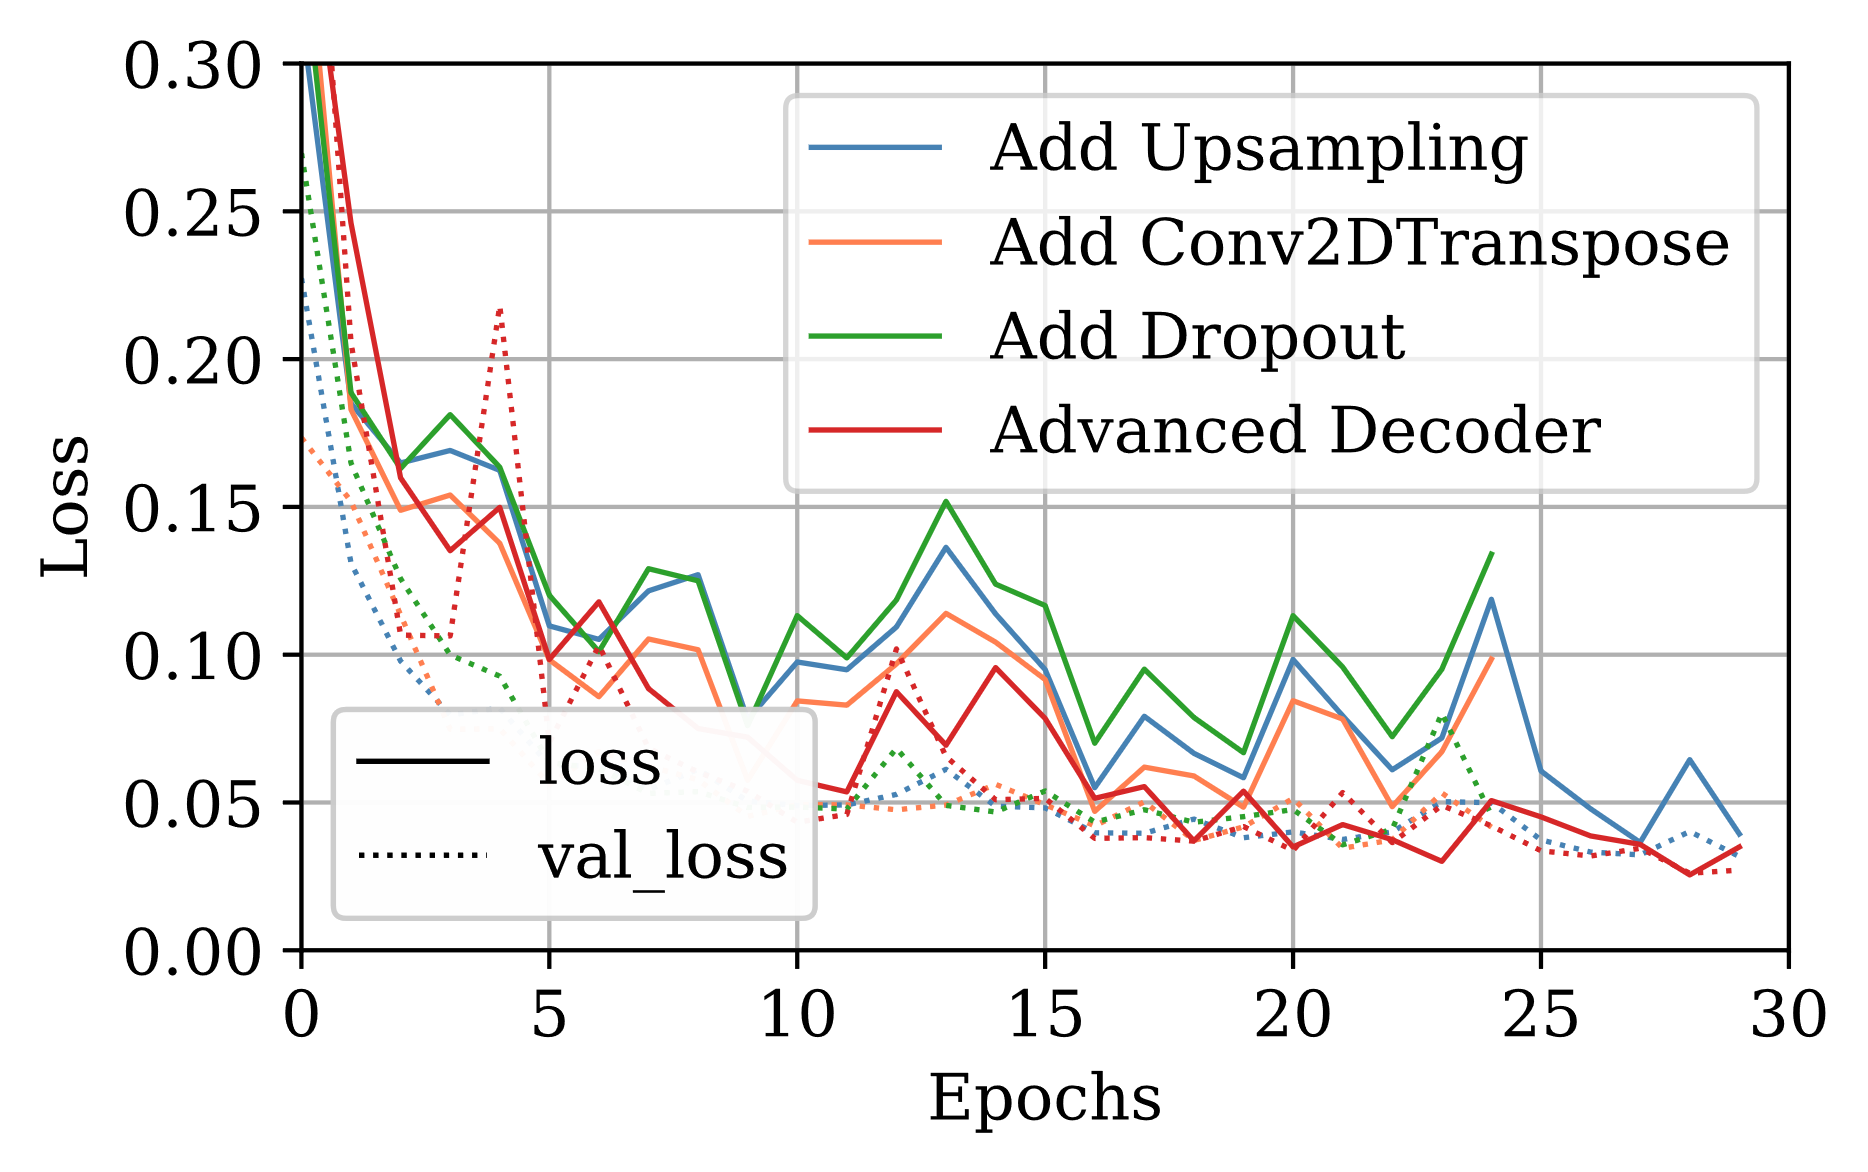 0.30
0.25
0.20
0.15
0.10
0.05
0.00
Loss
Add Upsampling
Add Conv2DTranspose
Add Dropout
Advanced Decoder
loss
val_loss
0 5 10 15 20 25 30
Epochs